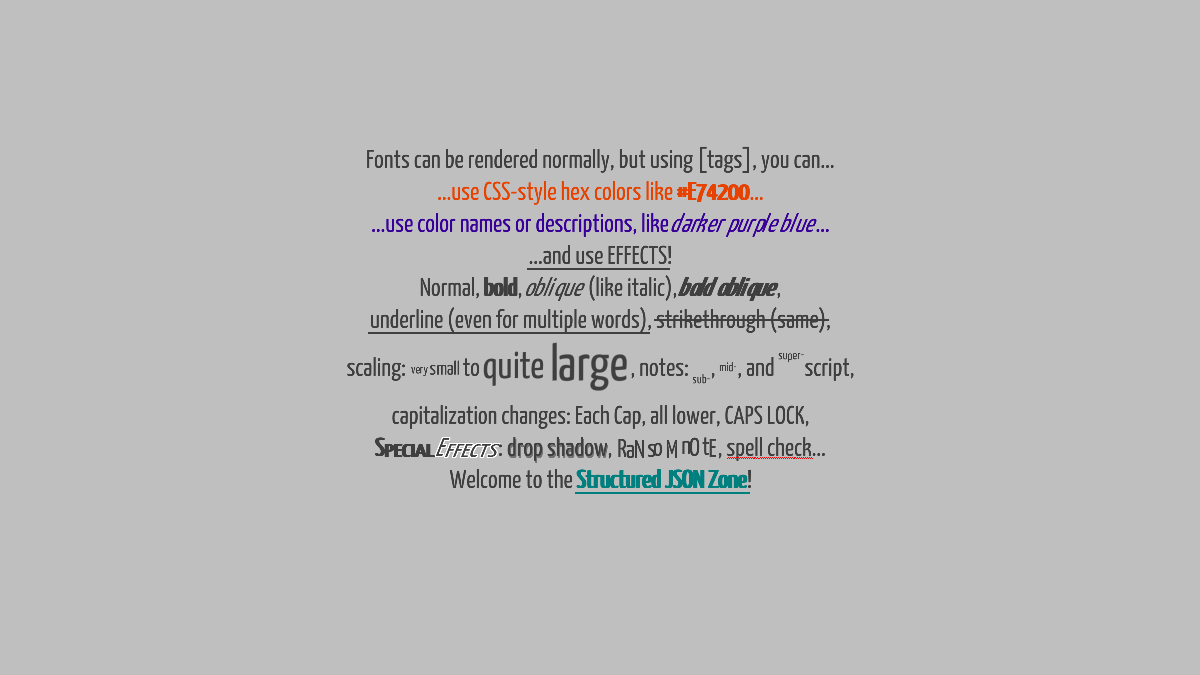 Fonts can be rendered normally, but using [tags], you can...
...use CSS-style hex colors like #E74200...
...use color names or descriptions, like darker purple blue...
...and use EFFECTS!
Normal, bold, oblique (like italic), bold oblique,
underline (even for multiple words), strikethrough (same),
scaling: very small to quite large, notes: sub-, mid-, and super- script,
capitalization changes: Each Cap, all lower, CAPS LOCK,
Special Effects: drop shadow, RaNsoM nOtE, spell check...
Welcome to the Structured JSON Zone!